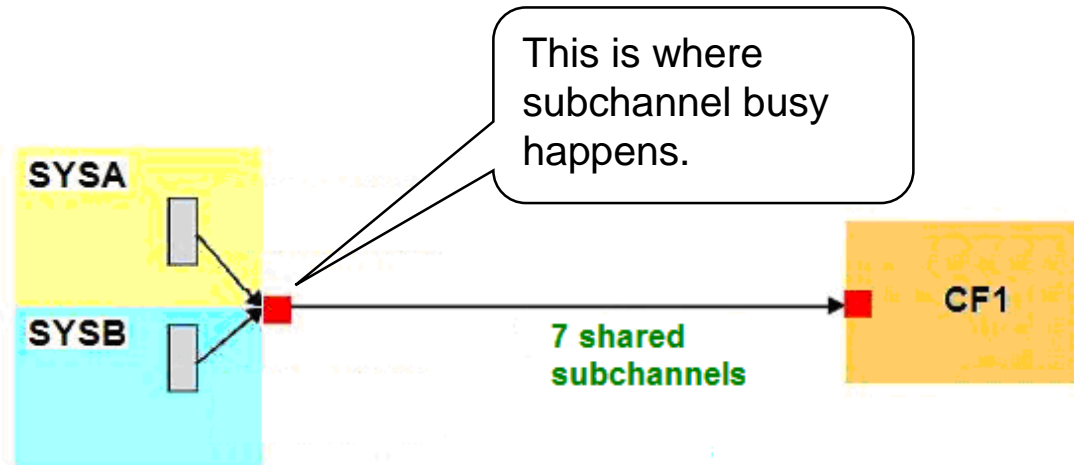 This is where
subchannel busy
happens.
SYSA
SYSB
7 shared
subchannels
CF1